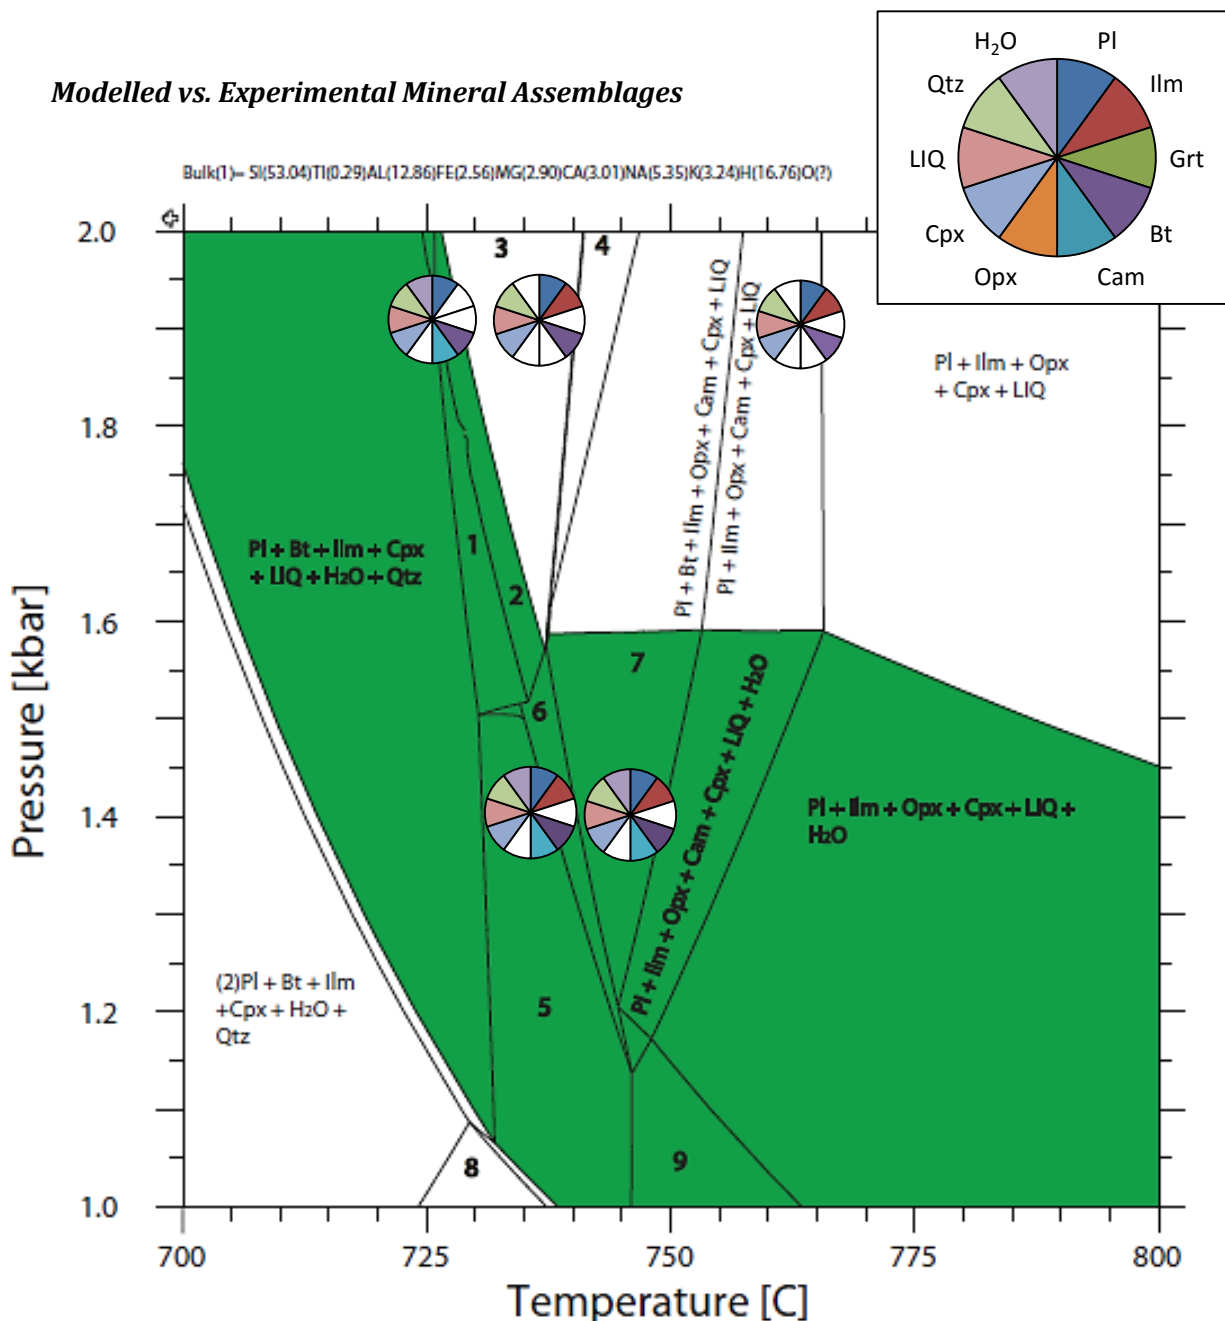 H2O
Pl
Qtz
Ilm
LIQ
Grt
Cpx
Bt
Opx
Cam
Modelled vs. Experimental Mineral Assemblages
Bulk(1)= SI(53.04)TI(0.29)AL(12.86)FE(2.56)MG(2.90)CA(3.01)NA(5.35)K(3.24)H(16.76)O(?)
2.0
1.8
1.6
1.4
1.2
1.0
Pressure [kbar]
3
4
Pl + Bt + Ilm + Opx + Cam + Cpx + LIQ
Pl + Ilm + Opx + Cam + Cpx + LIQ
Pl + Ilm + Opx
+ Cpx + LIQ
Pl + Bt + Ilm + Cpx
+ LIQ + H2O + Qtz
1
2
7
6
Pl + Ilm + Opx + Cam + Cpx + LIQ + H2O
Pl + Ilm + Opx + Cpx + LIQ +
H2O
(2)Pl + Bt + Ilm
+Cpx + H2O +
Qtz
5
8
9
700
725
750
775
800
Temperature [C]